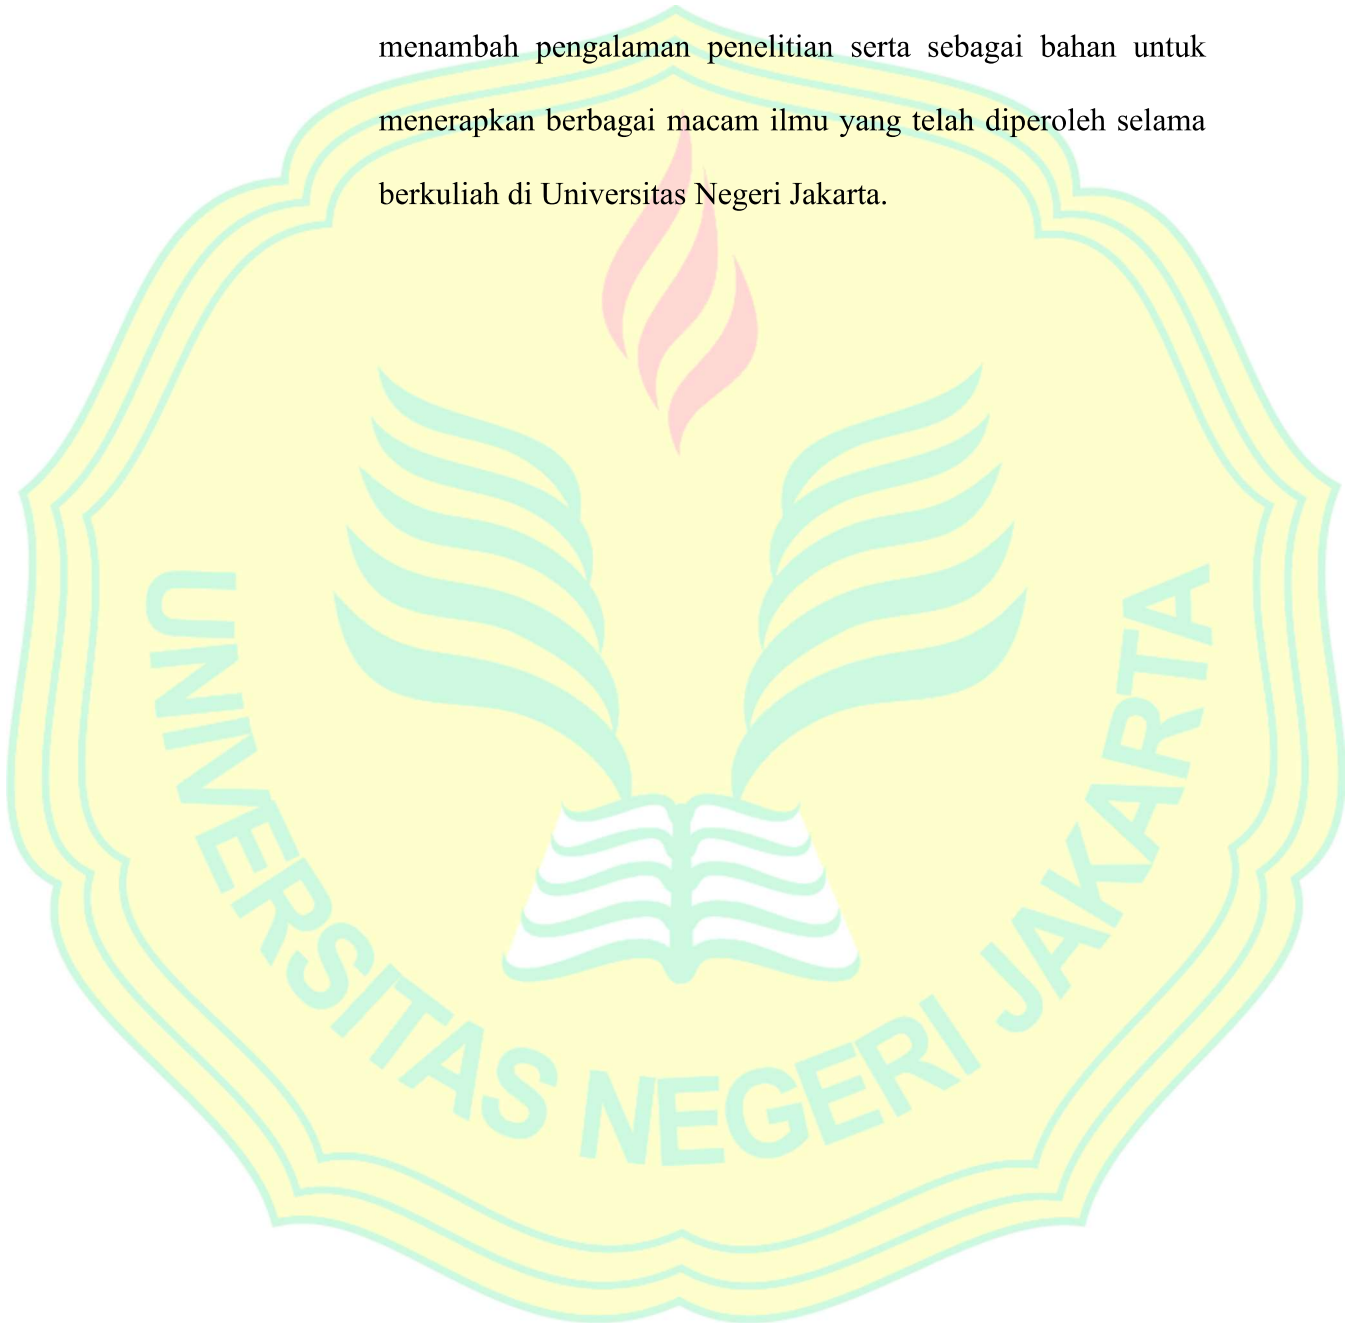 menambah pengalaman penelitian serta sebagai bahan untuk
menerapkan berbagai macam ilmu yang telah diperoleh selama
berkuliah di Universitas Negeri Jakarta.
UNIVERSITAS NEGERI JAKARTA